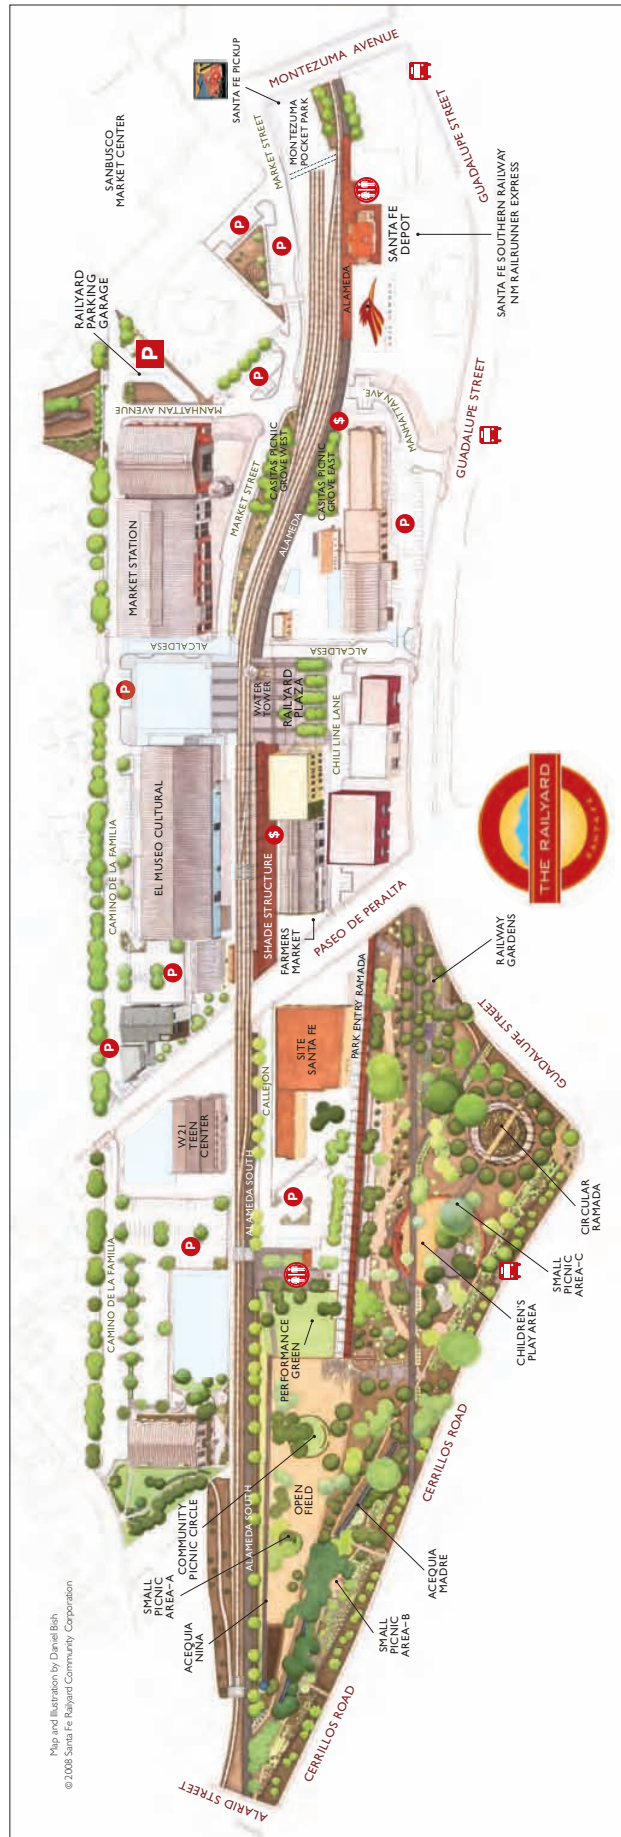 MONTEZUMA AVENUE
SANTA FE PICKUP
MARKET STREET
MONTEZUMA
POCKET PARK
SANBUSCO
MARKET CENTER
GUADALUPE STREET
SANTA FE SOUTHERN RAILWAY
NM RAILRUNNER EXPRESS
SANTA FE
DEPOT
ALAMEDA
P
P
RAILYARD
PARKING
GARAGE
P
P
MANHATTAN AVENUE
MANHATTAN AVE.
GUADALUPE STREET
$
CASITAS PICNIC
GROVE WEST
CASITAS PICNIC
GROVE EAST
MARKET STREET
ALAMEDA
P
MARKET STATION
ALCALDESA
ALCALDESA
P
WATER
TOWER
RAILYARD
PLAZA
CHILI LINE LANE
EL MUSEO CULTURAL
CAMINO DE LA FAMILIA
SHADE STRUCTURE
$
FARMERS
MARKET
PASEO DE PERALTA
THE RAILYARD
SANTA FE
P
P
RAILWAY
GARDENS
PARK ENTRY RAMADA
SITE
SANTA FE
CALLEJON
W21
TEEN
CENTER
GUADALUPE STREET
ALAMEDA SOUTH
P
P
CIRCULAR
RAMADA
SMALL
PICNIC
AREA-C
CHILDREN'S
PLAY AREA
CAMINO DE LA FAMILIA
PERFORMANCE
GREEN
CERRILLOS ROAD
COMMUNITY
PICNIC CIRCLE
OPEN
FIELD
ALAMEDA SOUTH
SMALL
PICNIC
AREA-A
ACEQUIA
NINA
ACEQUIA
MADRE
SMALL
PICNIC
AREA-B
CERRILLOS ROAD
ALARID STREET
Map and Illustration by Daniel Bish
© 2008 Santa Fe Railyard Community Corporation